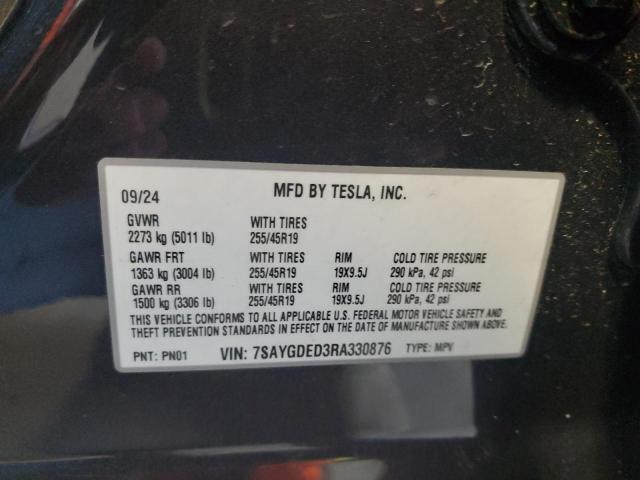 09/24 MFD BY TESLA, INC.
GVWR WITH TIRES
2273 kg (5011 lb) 255/45R19
GAWR FRT WITH TIRES RIM COLD TIRE PRESSURE
1363 kg (3004 lb) 255/45R19 19X9.5J 290 kPa, 42 psi
GAWR RR WITH TIRES RIM COLD TIRE PRESSURE
1500 kg (3306 lb) 255/45R19 19X9.5J 290 kPa, 42 psi
THIS VEHICLE CONFORMS TO ALL APPLICABLE U.S. FEDERAL MOTOR VEHICLE SAFETY AND
THEFT PREVENTION STANDARDS IN EFFECT ON THE DATE OF MANUFACTURE SHOWN ABOVE.
PNT: PN01 VIN: 7SAYGDED3RA330876 TYPE: MPV